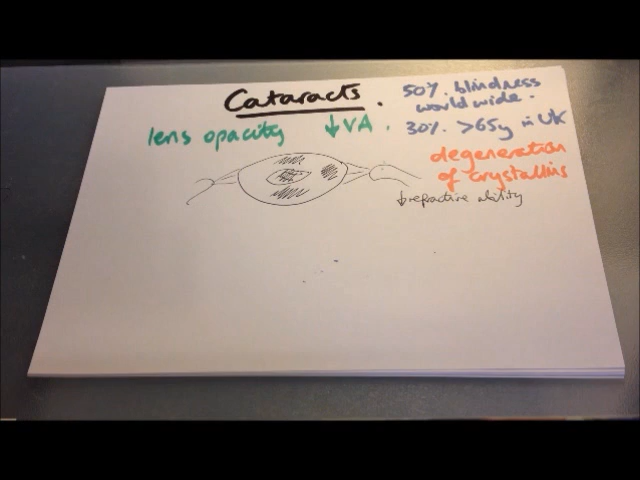 Cataracts.
50% blindness
world wide.
lens opacity ↓VA.
30% >65y in UK
degeneration
of crystallins
↓refractive ability